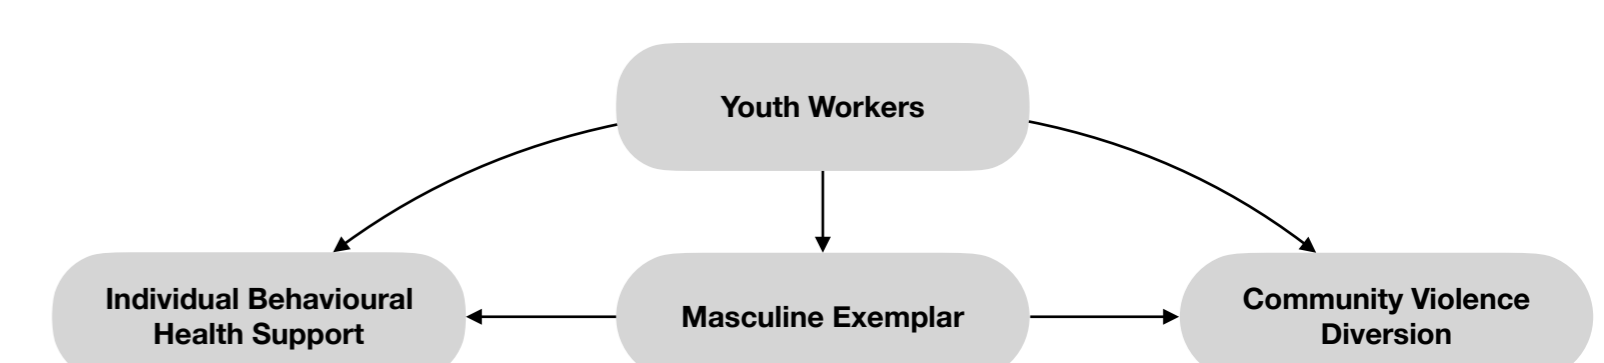 Youth Workers
Individual Behavioural
Health Support
Masculine Exemplar
Community Violence
Diversion